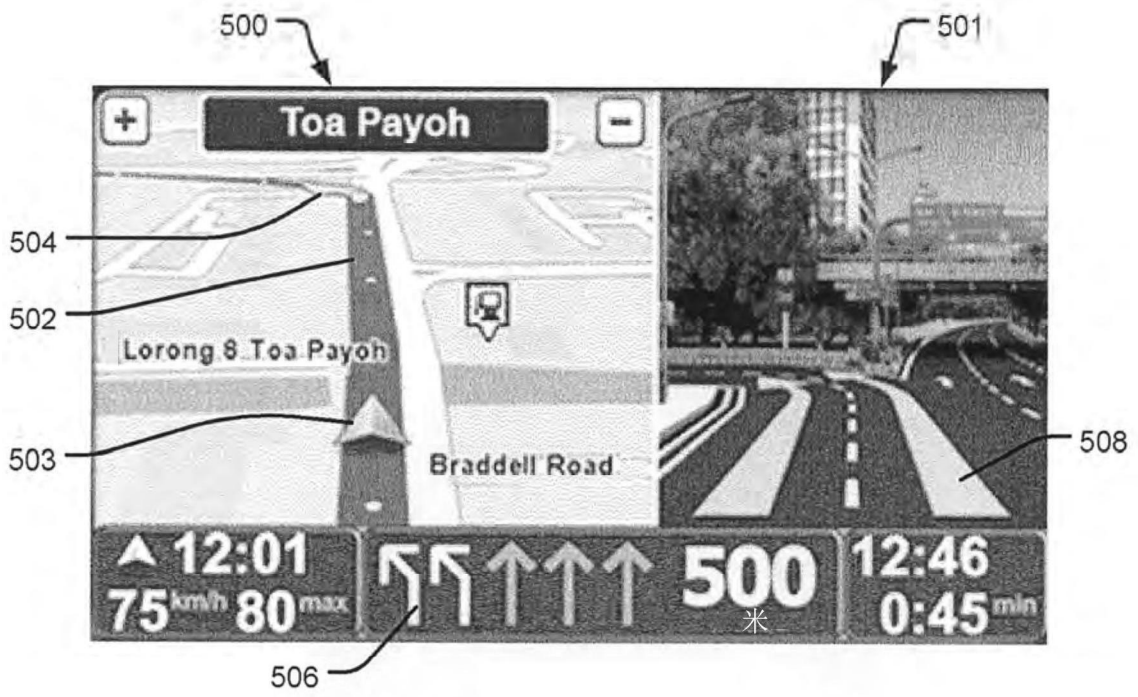 500
501
+
Toa Payoh
-
504
502
Lorong 8 Toa Payoh
503
Braddell Road
508
12:01
75 km/h 80 max
500
米
12:46
0:45 min
506